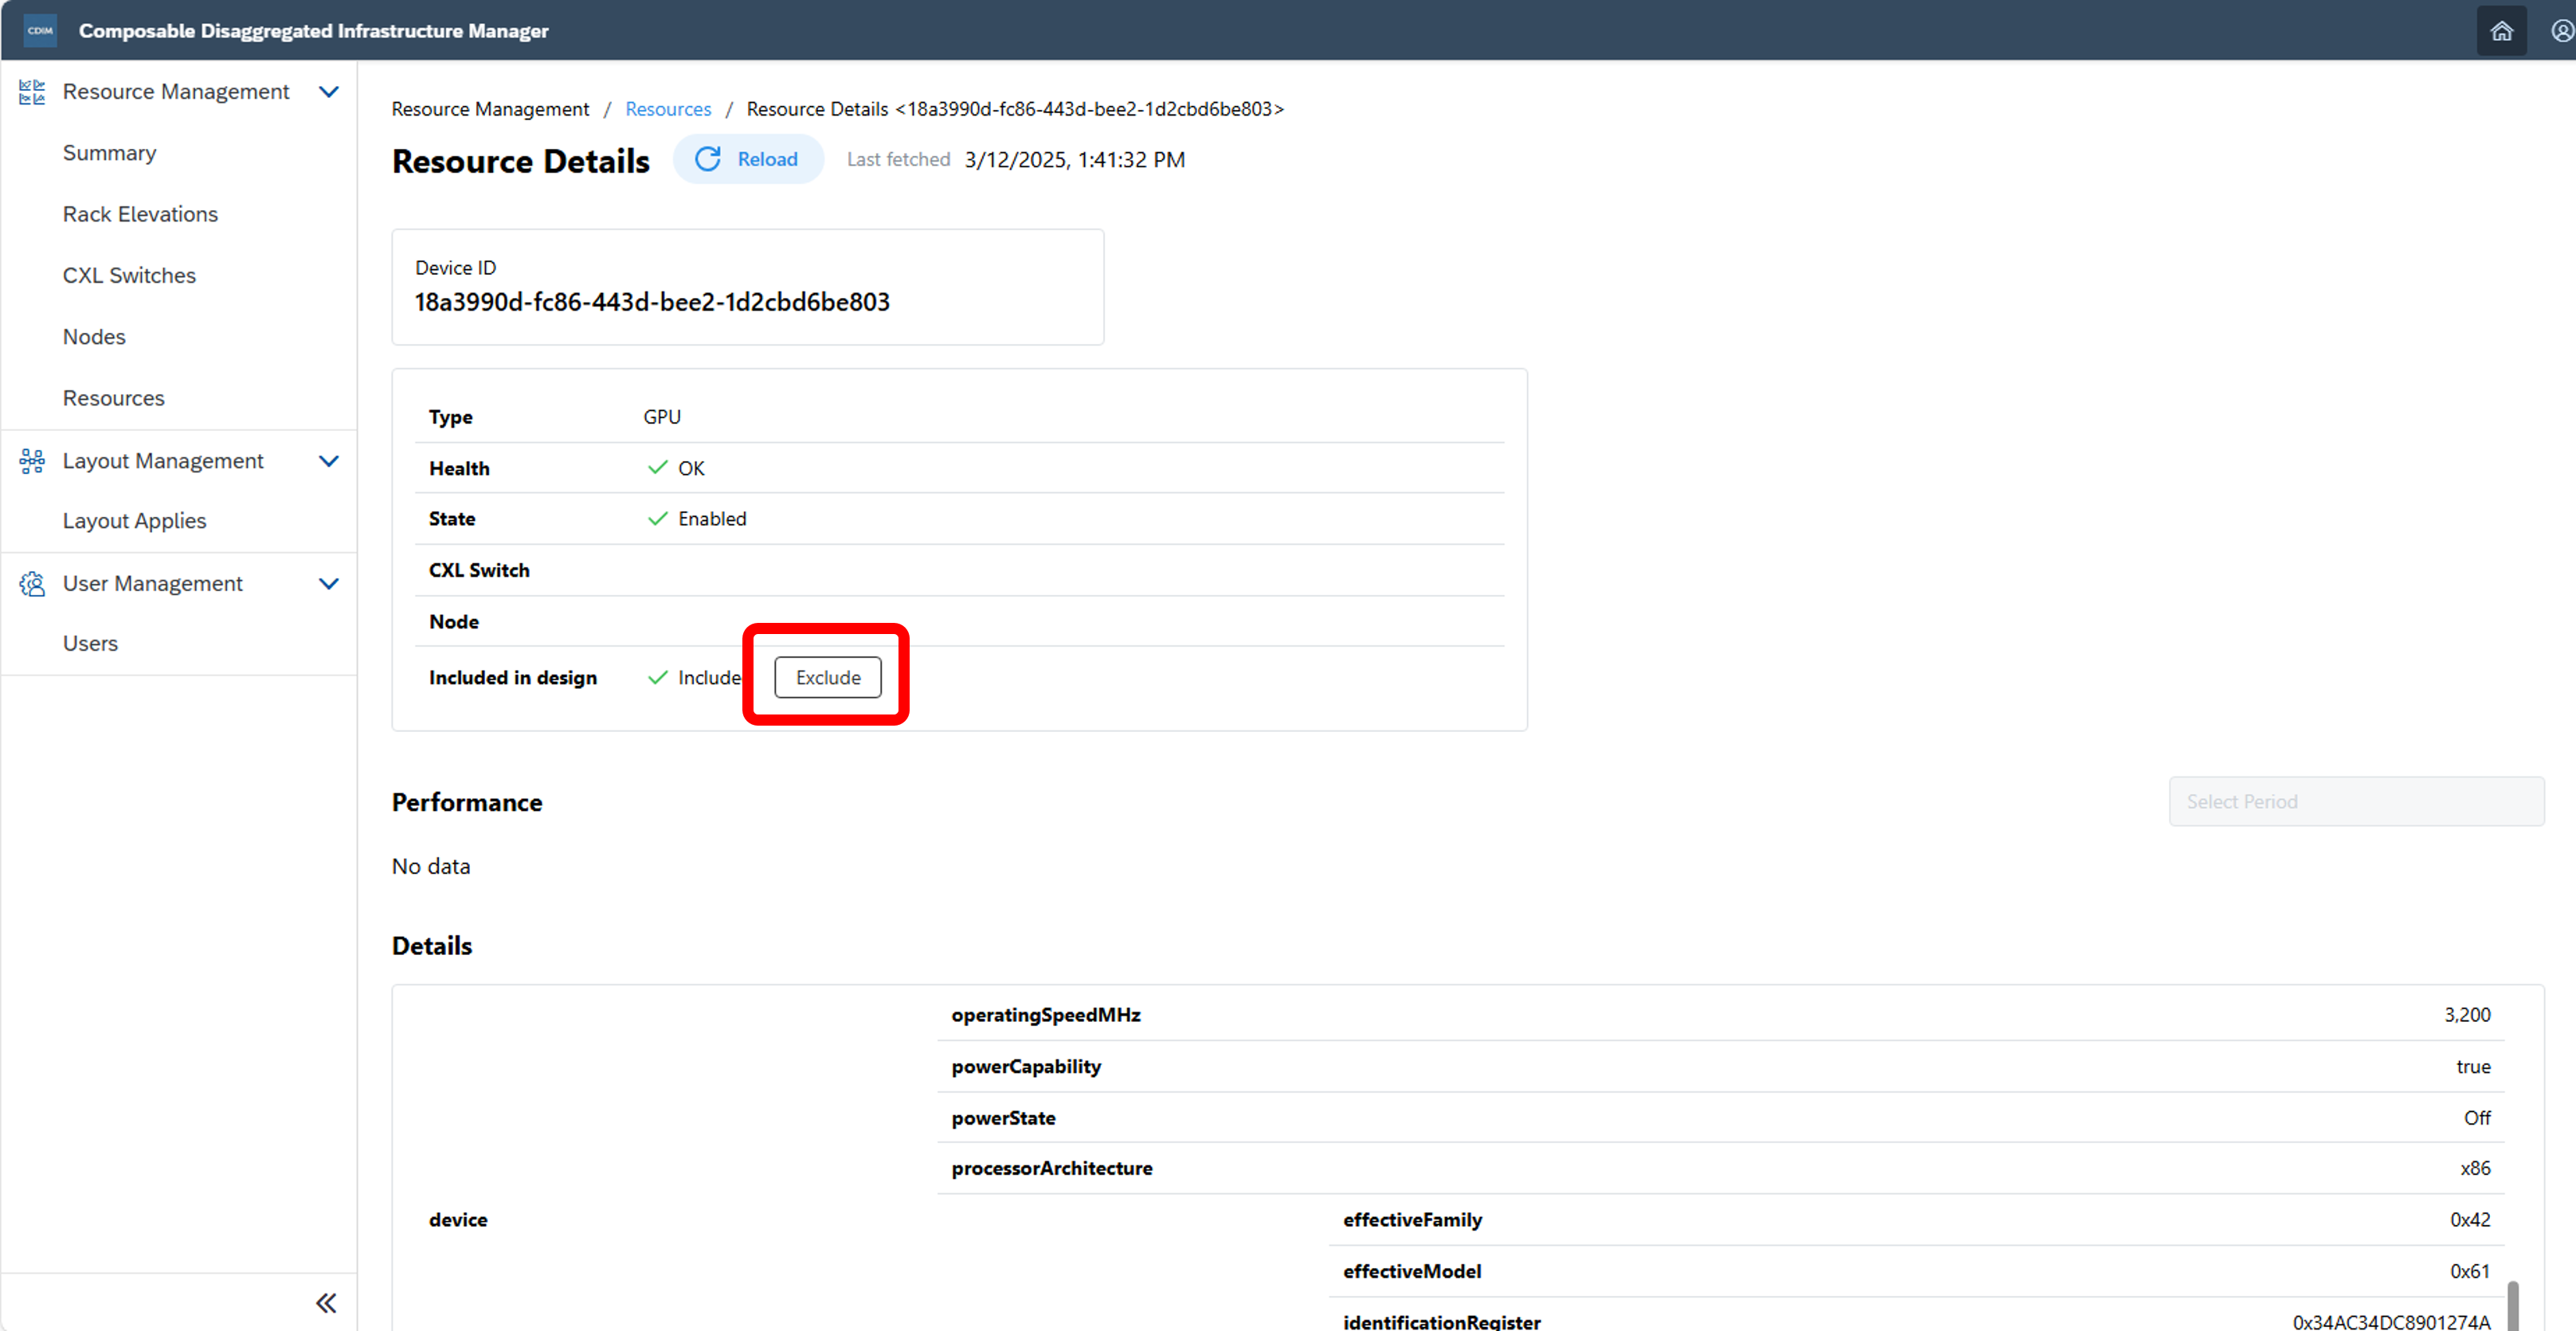 CDIM Composable Disaggregated Infrastructure Manager
Resource Management
Summary
Rack Elevations
CXL Switches
Nodes
Resources
Layout Management
Layout Applies
User Management
Users
Resource Management / Resources / Resource Details <18a3990d-fc86-443d-bee2-1d2cbd6be803>
Resource Details Reload Last fetched 3/12/2025, 1:41:32 PM
Device ID
18a3990d-fc86-443d-bee2-1d2cbd6be803
Type GPU
Health OK
State Enabled
CXL Switch
Node
Included in design Include Exclude
Performance Select Period
No data
Details
operatingSpeedMHz 3,200
powerCapability true
powerState Off
processorArchitecture x86
device effectiveFamily 0x42
effectiveModel 0x61
identificationRegister 0x34AC34DC8901274A